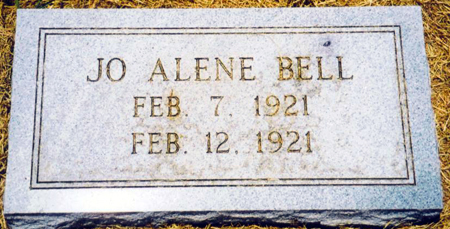 JO ALENE BELL
FEB. 7. 1921
FEB. 12. 1921